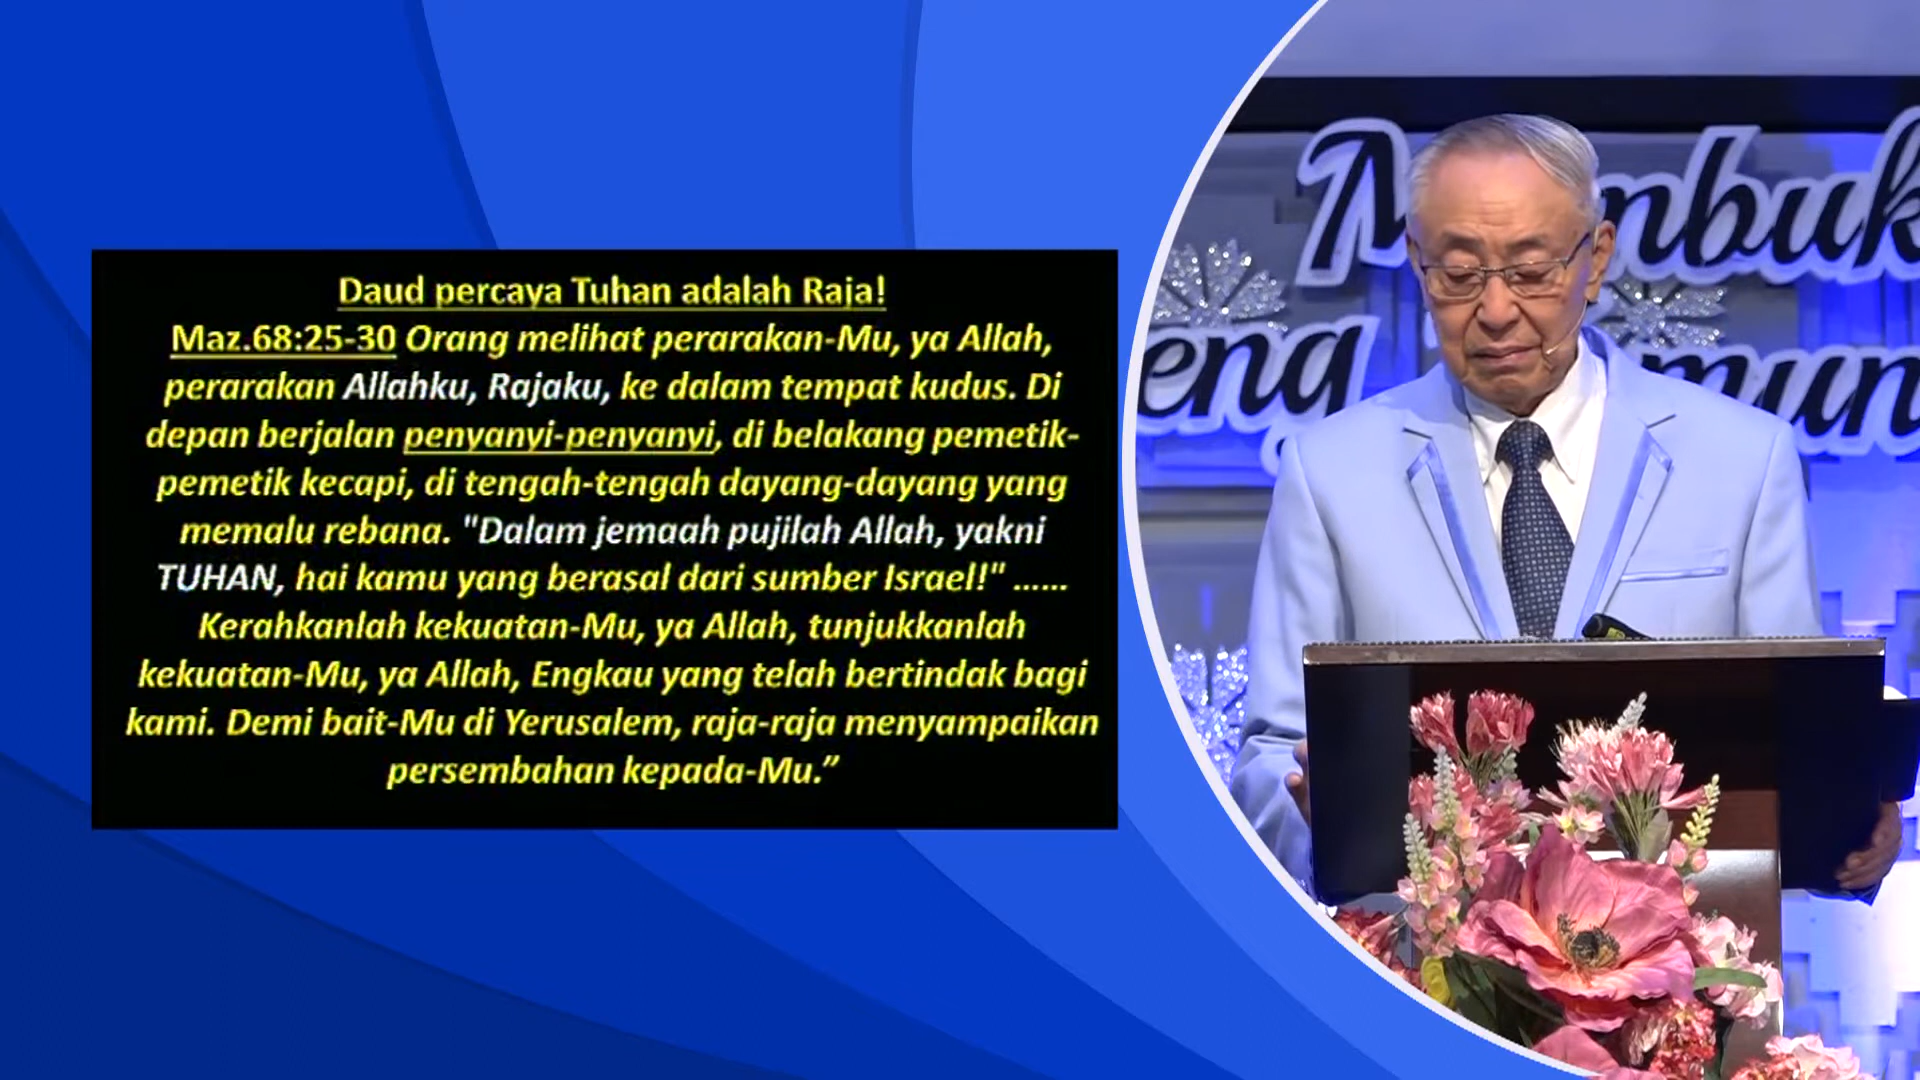 Daud percaya Tuhan adalah Raja!
Maz.68:25-30 Orang melihat perarakan-Mu, ya Allah,
perarakan Allahku, Rajaku, ke dalam tempat kudus. Di
depan berjalan penyanyi-penyanyi, di belakang pemetik-
pemetik kecapi, di tengah-tengah dayang-dayang yang
memalu rebana. "Dalam jemaah pujilah Allah, yakni
TUHAN, hai kamu yang berasal dari sumber Israel!" ......
Kerahkanlah kekuatan-Mu, ya Allah, tunjukkanlah
kekuatan-Mu, ya Allah, Engkau yang telah bertindak bagi
kami. Demi bait-Mu di Yerusalem, raja-raja menyampaikan
persembahan kepada-Mu.”